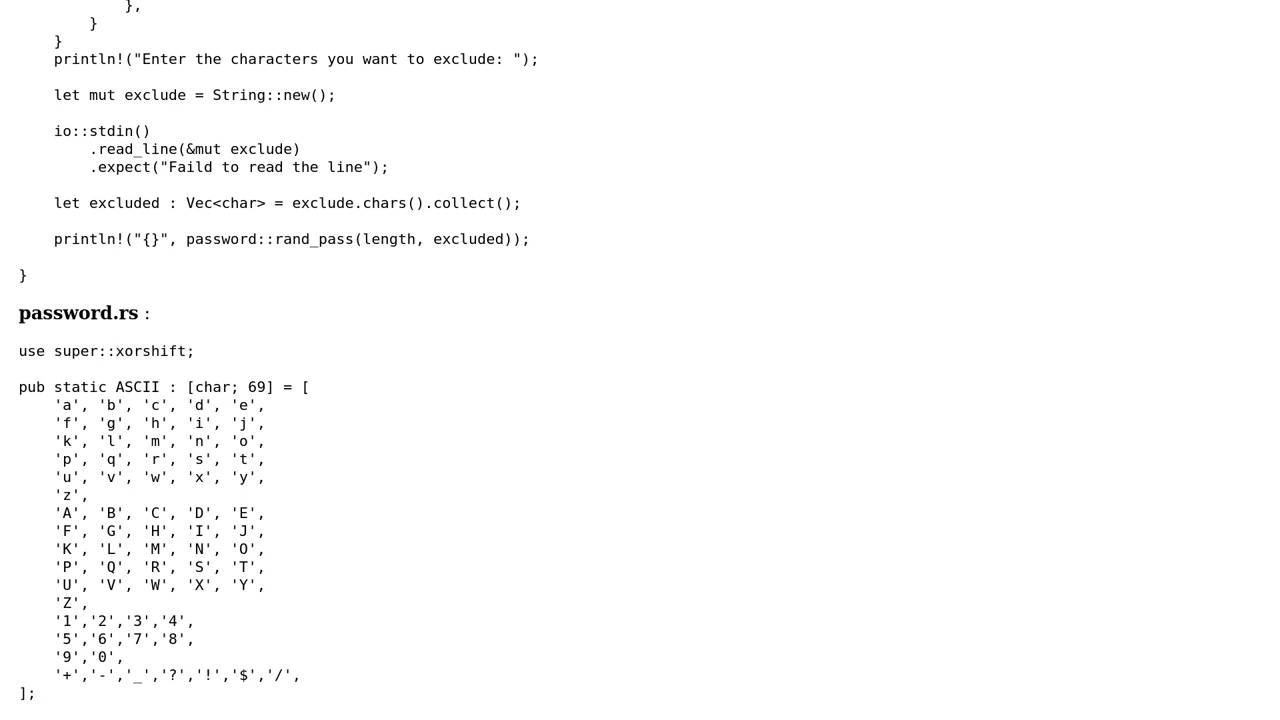 },
        }
    }
    println!("Enter the characters you want to exclude: ");

    let mut exclude = String::new();

    io::stdin()
        .read_line(&mut exclude)
        .expect("Faild to read the line");

    let excluded : Vec<char> = exclude.chars().collect();

    println!("{}", password::rand_pass(length, excluded));

}
password.rs :

use super::xorshift;

pub static ASCII : [char; 69] = [
    'a', 'b', 'c', 'd', 'e',
    'f', 'g', 'h', 'i', 'j',
    'k', 'l', 'm', 'n', 'o',
    'p', 'q', 'r', 's', 't',
    'u', 'v', 'w', 'x', 'y',
    'z',
    'A', 'B', 'C', 'D', 'E',
    'F', 'G', 'H', 'I', 'J',
    'K', 'L', 'M', 'N', 'O',
    'P', 'Q', 'R', 'S', 'T',
    'U', 'V', 'W', 'X', 'Y',
    'Z',
    '1','2','3','4',
    '5','6','7','8',
    '9','0',
    '+','-','_','?','!','$','/',
];